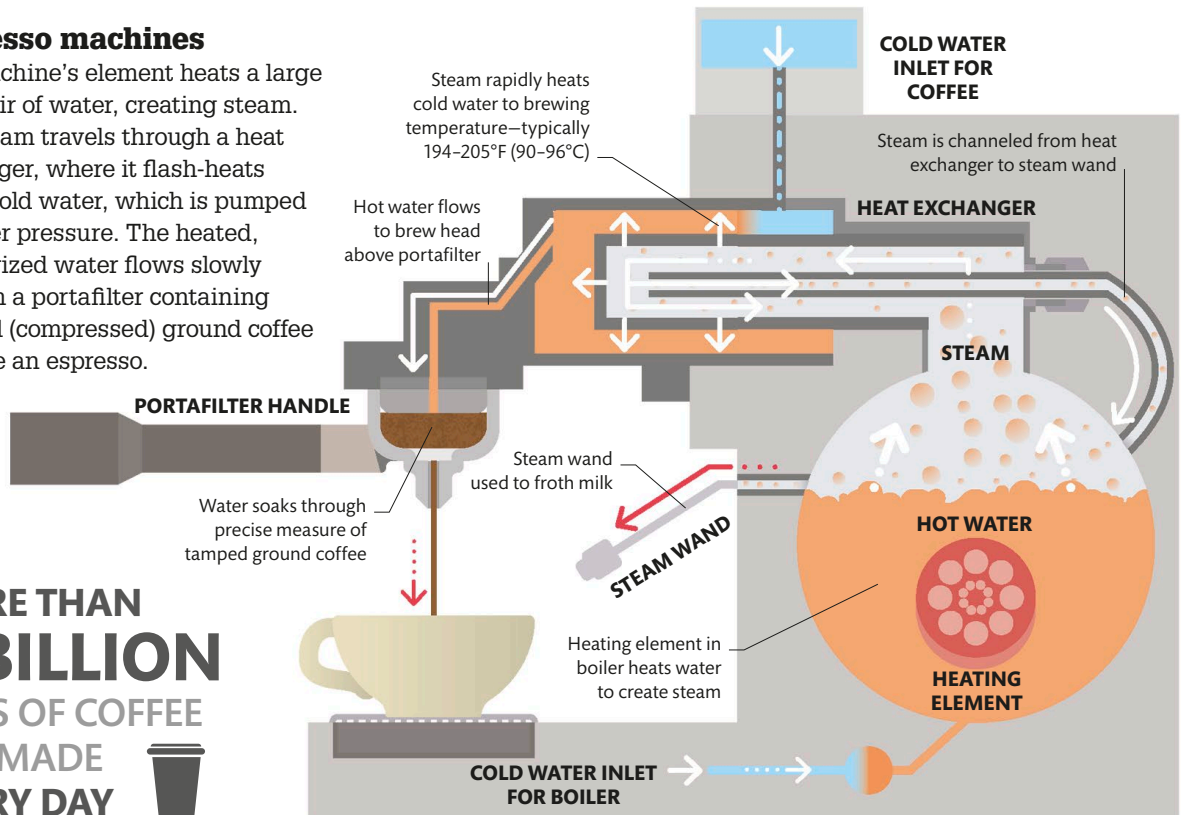 esso machines
achine's element heats a large
ir of water, creating steam.
am travels through a heat
ger, where it flash-heats
old water, which is pumped
er pressure. The heated,
rized water flows slowly
n a portafilter containing
d (compressed) ground coffee
e an espresso.
Steam rapidly heats
cold water to brewing
temperature—typically
194–205°F (90–96°C)
COLD WATER
INLET FOR
COFFEE
Steam is channeled from heat
exchanger to steam wand
Hot water flows
to brew head
above portafilter
HEAT EXCHANGER
STEAM
PORTAFILTER HANDLE
Steam wand
used to froth milk
Water soaks through
precise measure of
tamped ground coffee
STEAM WAND
HOT WATER
Heating element in
boiler heats water
to create steam
HEATING
ELEMENT
COLD WATER INLET
FOR BOILER
RE THAN
BILLION
S OF COFFEE
MADE
RY DAY